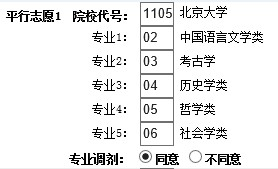 平行志愿1 院校代号： 1105 北京大学
专业1： 02 中国语言文学类
专业2： 03 考古学
专业3： 04 历史学类
专业4： 05 哲学类
专业5： 06 社会学类
专业调剂： 同意 不同意